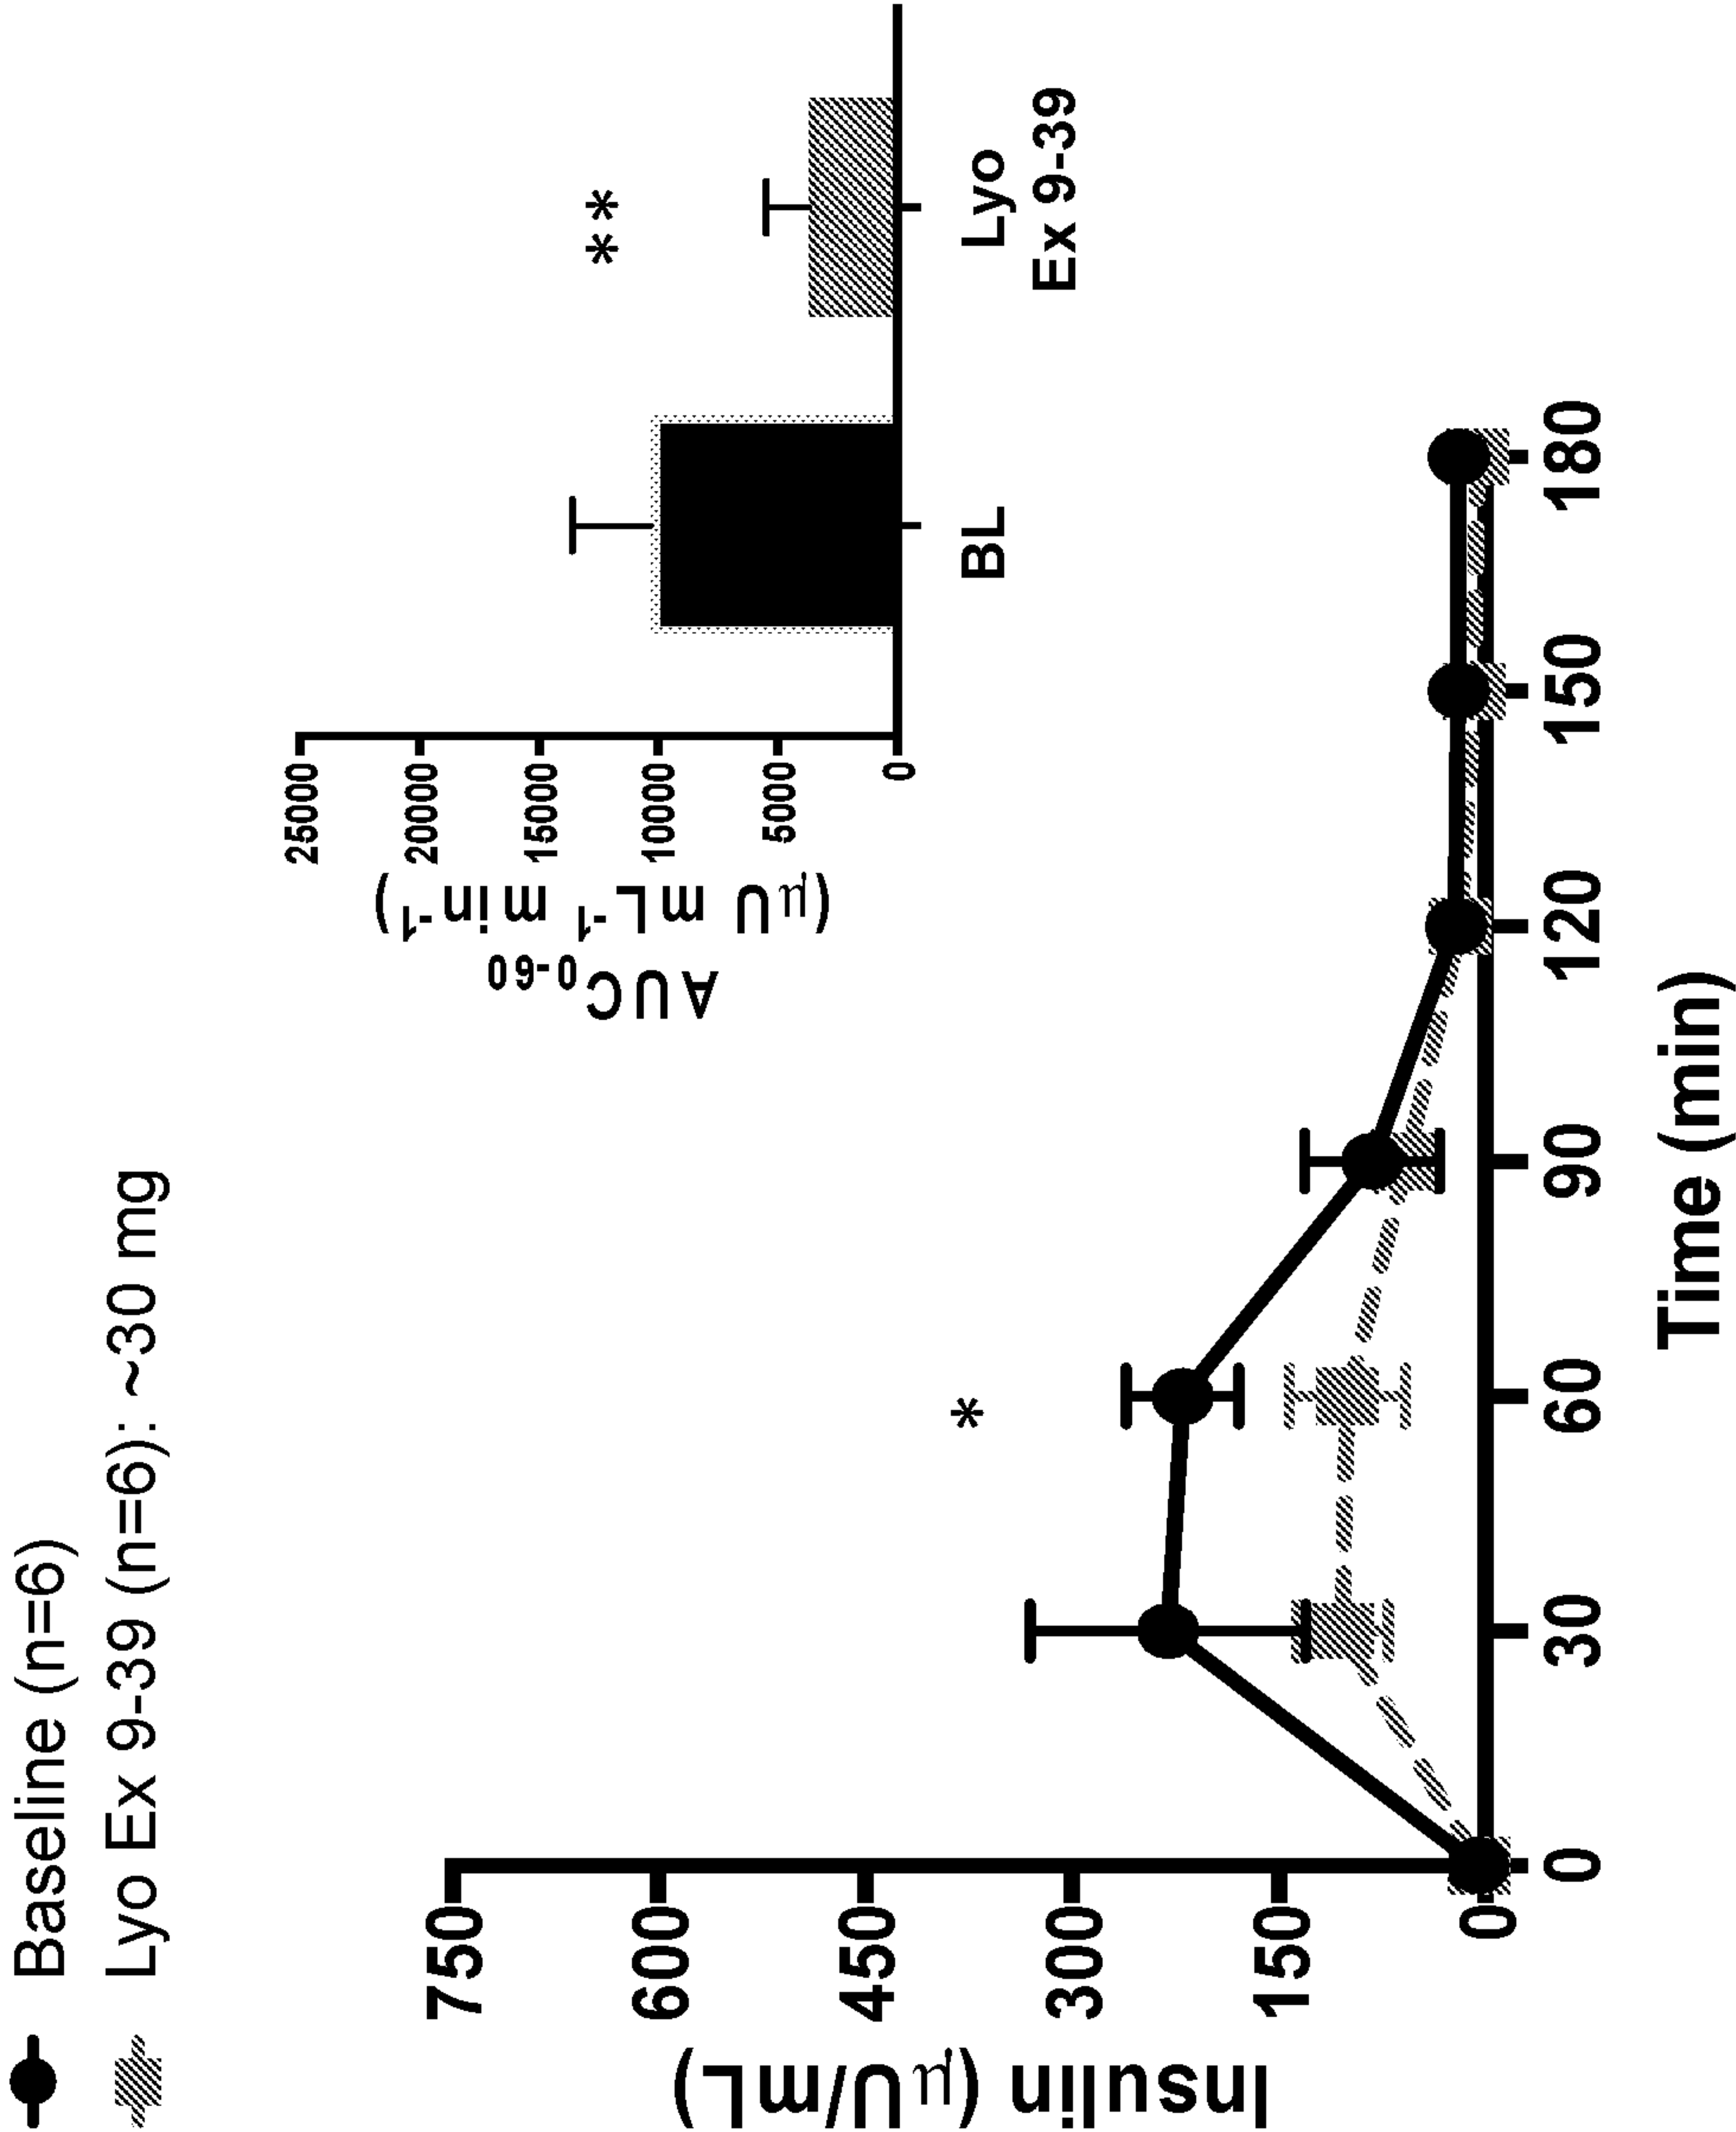 Baseline (n=6)
Lyo Ex 9-39 (n=6): ~30 mg
AUC₀₋₆₀
(μU mL⁻¹ min⁻¹)
25000
20000
15000
10000
5000
0
**
BL
Lyo
Ex 9-39
Insulin (μU/mL)
750
600
450
300
150
0
*
0 30 60 90 120 150 180
Time (min)